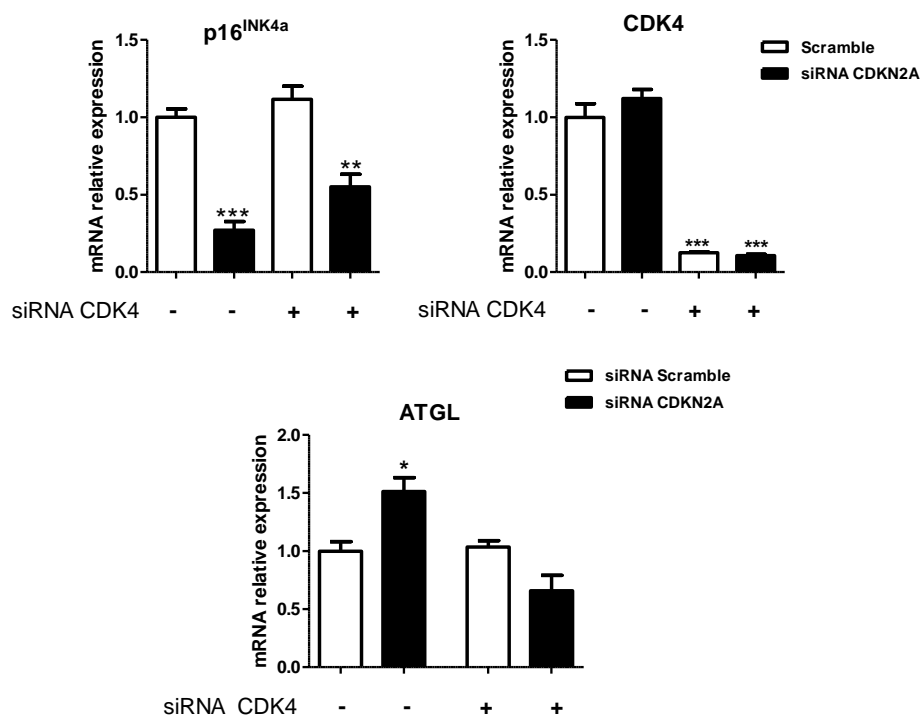 p16INK4a
mRNA relative expression
1.5
1.0
0.5
0.0
***
**
siRNA CDK4 - - + +
CDK4
Scramble
siRNA CDKN2A
mRNA relative expression
1.5
1.0
0.5
0.0
*** ***
siRNA CDK4 - - + +
siRNA Scramble
siRNA CDKN2A
ATGL
mRNA relative expression
2.0
1.5
1.0
0.5
0.0
*
siRNA CDK4 - - + +